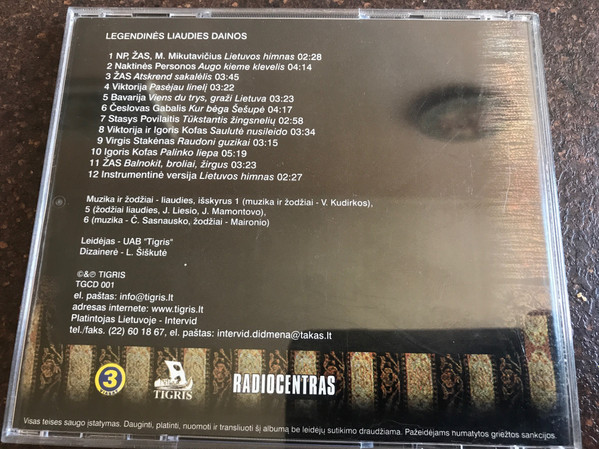 LEGENDINĖS LIAUDIES DAINOS
1 NP, ŽAS, M. Mikutavičius Lietuvos himnas 02:28
2 Naktinės Personos Augo kieme klevelis 04:14
3 ŽAS Atskrend sakalėlis 03:45
4 Viktorija Pasėjau linelį 03:22
5 Bavarija Viens du trys, graži Lietuva 03:23
6 Česlovas Gabalis Kur bėga Šešupė 04:17
7 Stasys Povilaitis Tūkstantis žingsnelių 02:58
8 Viktorija ir Igoris Kofas Saulutė nusileido 03:34
9 Virgis Stakėnas Raudoni guzikai 03:15
10 Igoris Kofas Palinko liepa 05:19
11 ŽAS Balnokit, broliai, žirgus 03:23
12 Instrumentinė versija Lietuvos himnas 02:27
Muzika ir žodžiai - liaudies, išskyrus 1 (muzika ir žodžiai - V. Kudirkos),
5 (žodžiai liaudies, J. Liesio, J. Mamontovo),
6 (muzika - Č. Sasnausko, žodžiai - Maironio)
Leidėjas - UAB "Tigris"
Dizainerė - L. Šiškutė
©&℗ TIGRIS
TGCD 001
el. paštas: info@tigris.lt
adresas internete: www.tigris.lt
Platintojas Lietuvoje - Intervid
tel./faks. (22) 60 18 67, el. paštas: intervid.didmena@takas.lt
3
TIGRIS
RADIOCENTRAS
Visas teises saugo įstatymas. Dauginti, platinti, nuomoti ir transliuoti šį albumą be leidėjų sutikimo draudžiama. Pažeidėjams numatytos griežtos sankcijos.